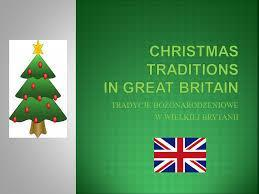 CHRISTMAS
TRADITIONS
IN GREAT BRITAIN
TRADYCJE BOŻONARODZENIOWE
W WIELKIEJ BRYTANII